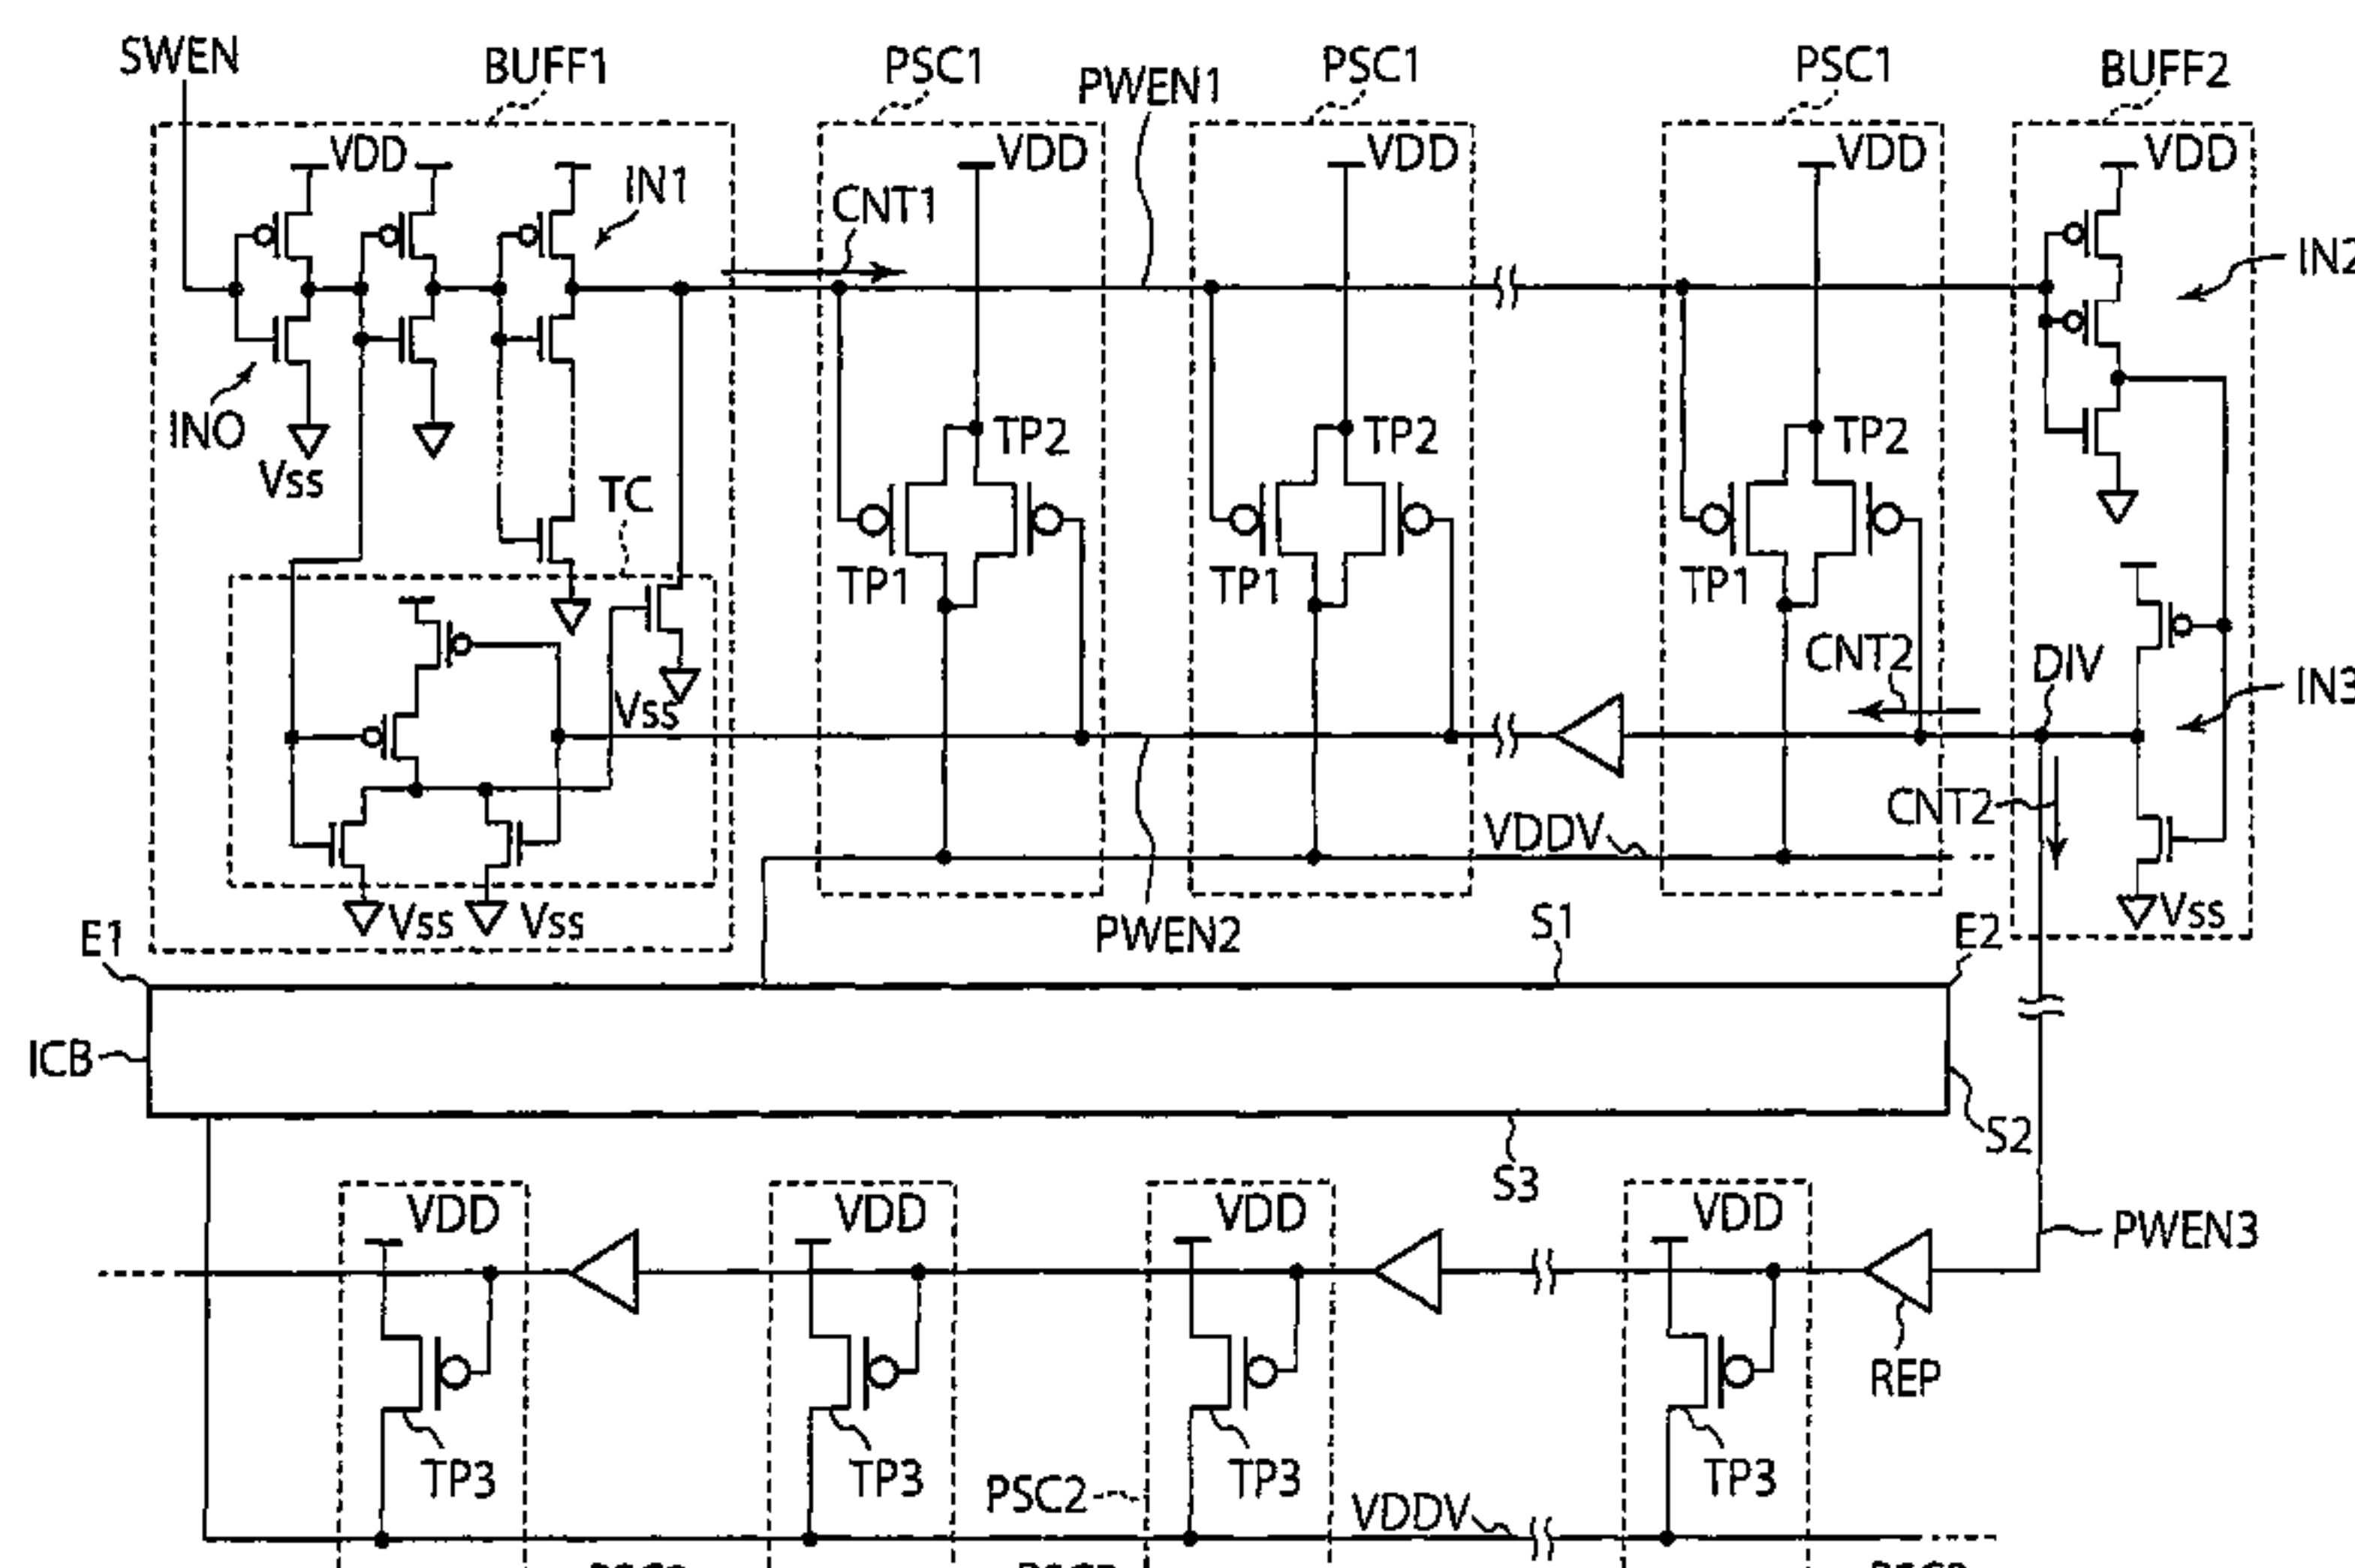 SWEN
BUFF1
PSC1
PWEN1
PSC1
PSC1
BUFF2
VDD
IN1
CNT1
VDD
VDD
VDD
VDD
IN2
INO
Vss
TC
TP2
TP2
TP2
TP1
TP1
TP1
CNT2
DIV
IN3
Vss
CNT2
VDDV
Vss
Vss
Vss
E1
PWEN2
S1
E2
ICB
S2
S3
VDD
VDD
VDD
VDD
PWEN3
REP
TP3
TP3
TP3
TP3
PSC2
VDDV